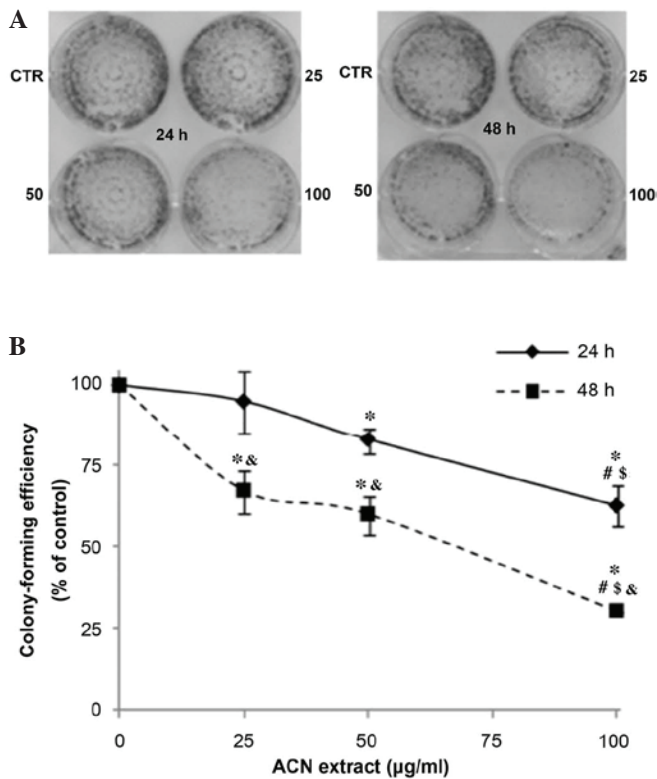 A
CTR
25
24 h
50
100
CTR
25
48 h
50
100
B
24 h
48 h
Colony-forming efficiency
(% of control)
100
75
50
25
0
*
*
# $
* &
* &
*
# $ &
0
25
50
75
100
ACN extract (µg/ml)